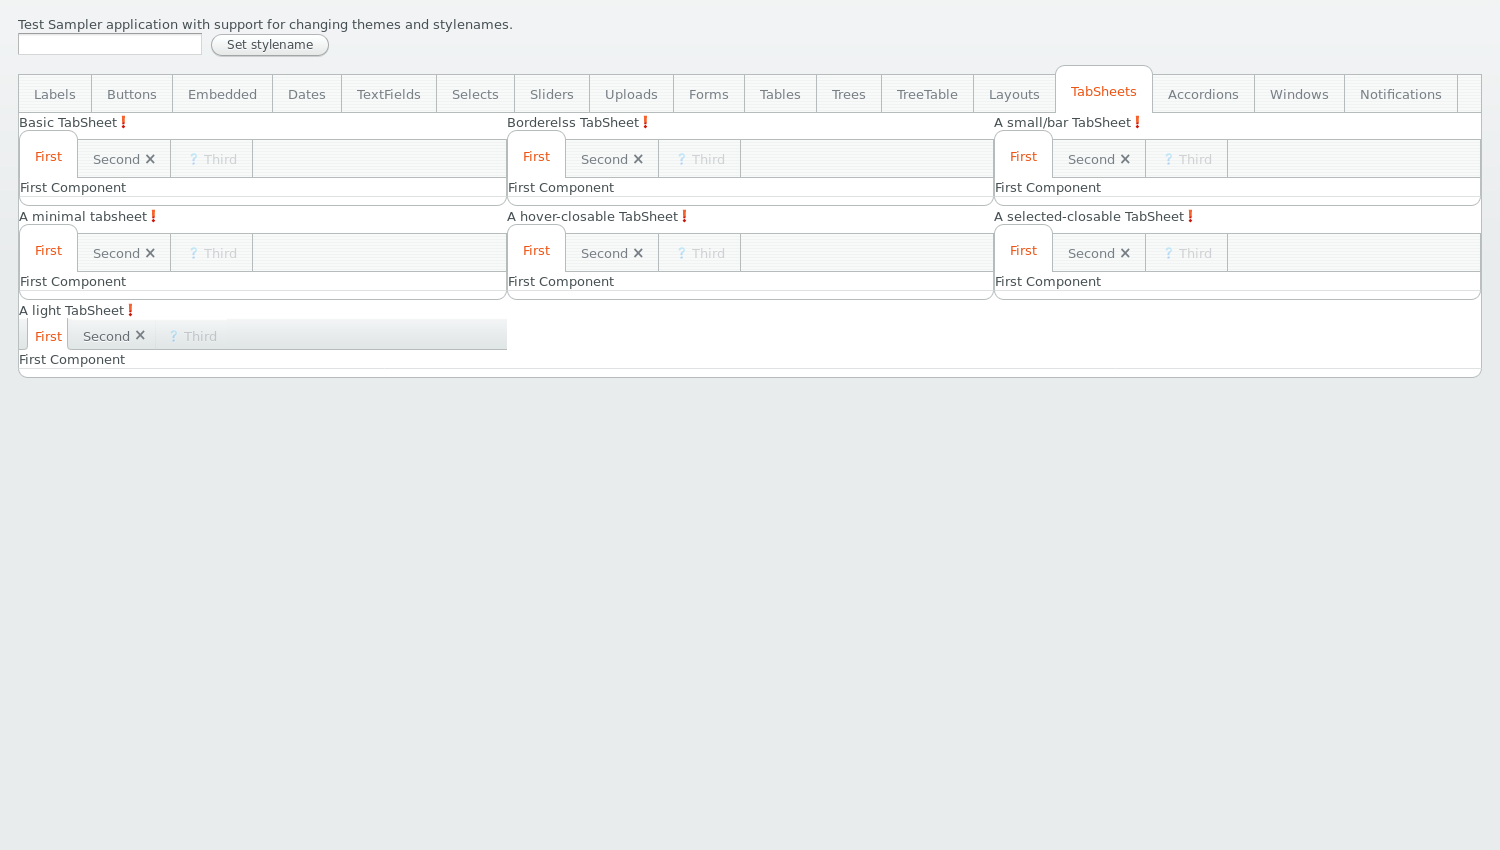 Test Sampler application with support for changing themes and stylenames.
Set stylename
Labels Buttons Embedded Dates TextFields Selects Sliders Uploads Forms Tables Trees TreeTable Layouts TabSheets Accordions Windows Notifications
Basic TabSheet! Borderelss TabSheet! A small/bar TabSheet!
First Second × ? Third First Second × ? Third First Second × ? Third
First Component First Component First Component
A minimal tabsheet! A hover-closable TabSheet! A selected-closable TabSheet!
First Second × ? Third First Second × ? Third First Second × ? Third
First Component First Component First Component
A light TabSheet!
First Second × ? Third
First Component